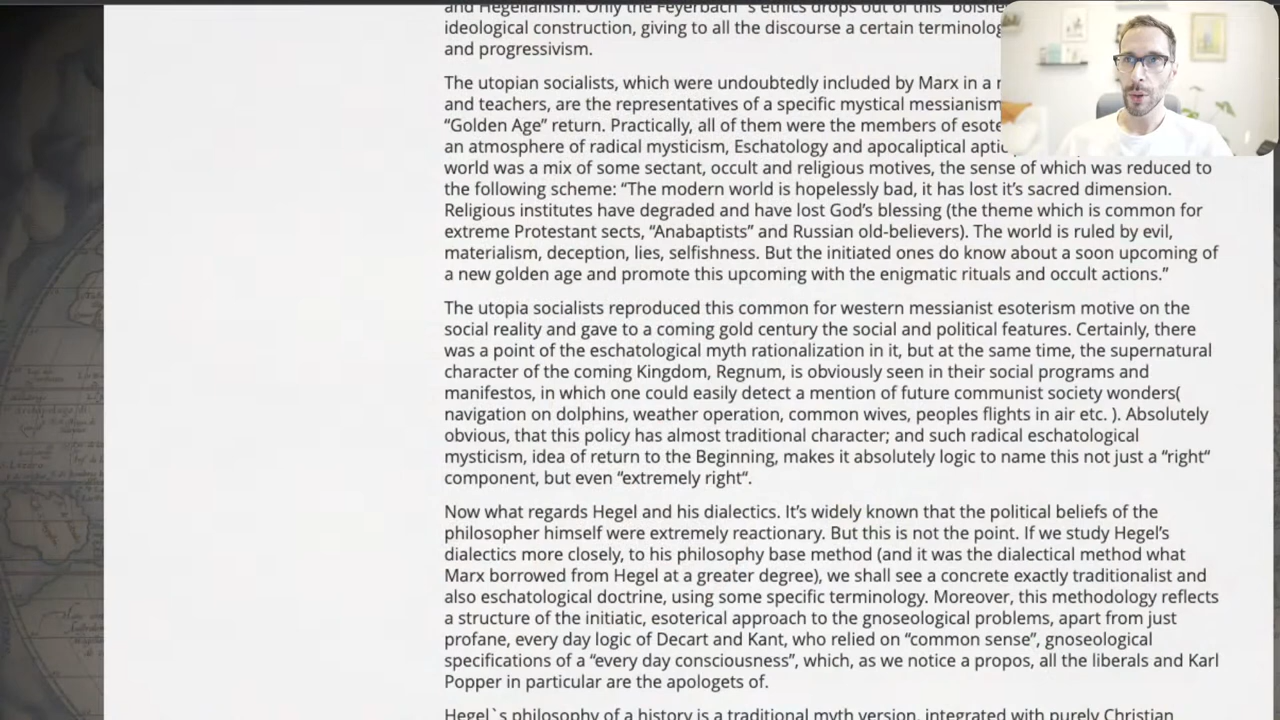 and Hegelianism. Only the Feyerbach`s ethics drops out of this
ideological construction, giving to all the discourse a certain
and progressivism.
The utopian socialists, which were undoubtedly included by Marx in a
and teachers, are the representatives of a specific mystical messianism
“Golden Age” return. Practically, all of them were the members of
an atmosphere of radical mysticism, Eschatology and apocaliptical
world was a mix of some sectant, occult and religious motives, the sense of which was reduced to
the following scheme: “The modern world is hopelessly bad, it has lost it’s sacred dimension.
Religious institutes have degraded and have lost God’s blessing (the theme which is common for
extreme Protestant sects, “Anabaptists” and Russian old-believers). The world is ruled by evil,
materialism, deception, lies, selfishness. But the initiated ones do know about a soon upcoming of
a new golden age and promote this upcoming with the enigmatic rituals and occult actions.”
The utopia socialists reproduced this common for western messianist esoterism motive on the
social reality and gave to a coming gold century the social and political features. Certainly, there
was a point of the eschatological myth rationalization in it, but at the same time, the supernatural
character of the coming Kingdom, Regnum, is obviously seen in their social programs and
manifestos, in which one could easily detect a mention of future communist society wonders(
navigation on dolphins, weather operation, common wives, peoples flights in air etc. ). Absolutely
obvious, that this policy has almost traditional character; and such radical eschatological
mysticism, idea of return to the Beginning, makes it absolutely logic to name this not just a “right“
component, but even “extremely right“.
Now what regards Hegel and his dialectics. It’s widely known that the political beliefs of the
philosopher himself were extremely reactionary. But this is not the point. If we study Hegel’s
dialectics more closely, to his philosophy base method (and it was the dialectical method what
Marx borrowed from Hegel at a greater degree), we shall see a concrete exactly traditionalist and
also eschatological doctrine, using some specific terminology. Moreover, this methodology reflects
a structure of the initiatic, esoterical approach to the gnoseological problems, apart from just
profane, every day logic of Decart and Kant, who relied on “common sense”, gnoseological
specifications of a “every day consciousness”, which, as we notice a propos, all the liberals and Karl
Popper in particular are the apologets of.
Hegel`s philosophy of a history is a traditional myth version, integrated with purely Christian